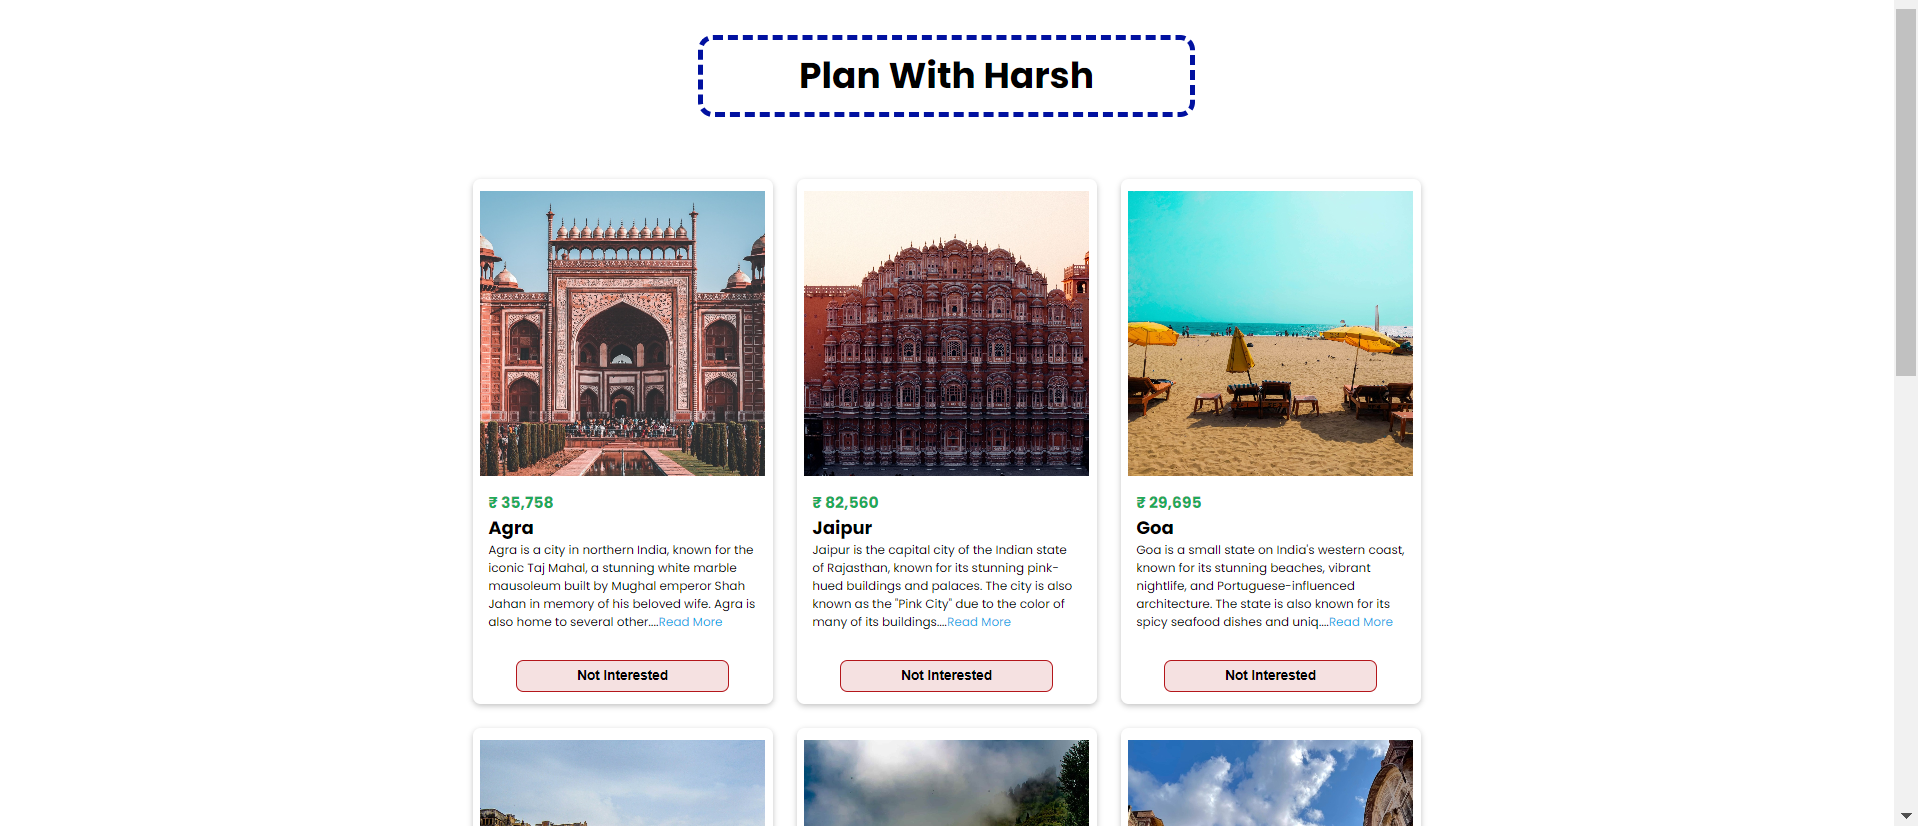 Plan With Harsh
₹ 35,758
Agra
Agra is a city in northern India, known for the
iconic Taj Mahal, a stunning white marble
mausoleum built by Mughal emperor Shah
Jahan in memory of his beloved wife. Agra is
also home to several other....Read More
Not Interested
₹ 82,560
Jaipur
Jaipur is the capital city of the Indian state
of Rajasthan, known for its stunning pink-
hued buildings and palaces. The city is also
known as the "Pink City" due to the color of
many of its buildings....Read More
Not Interested
₹ 29,695
Goa
Goa is a small state on India's western coast,
known for its stunning beaches, vibrant
nightlife, and Portuguese-influenced
architecture. The state is also known for its
spicy seafood dishes and uniq....Read More
Not Interested